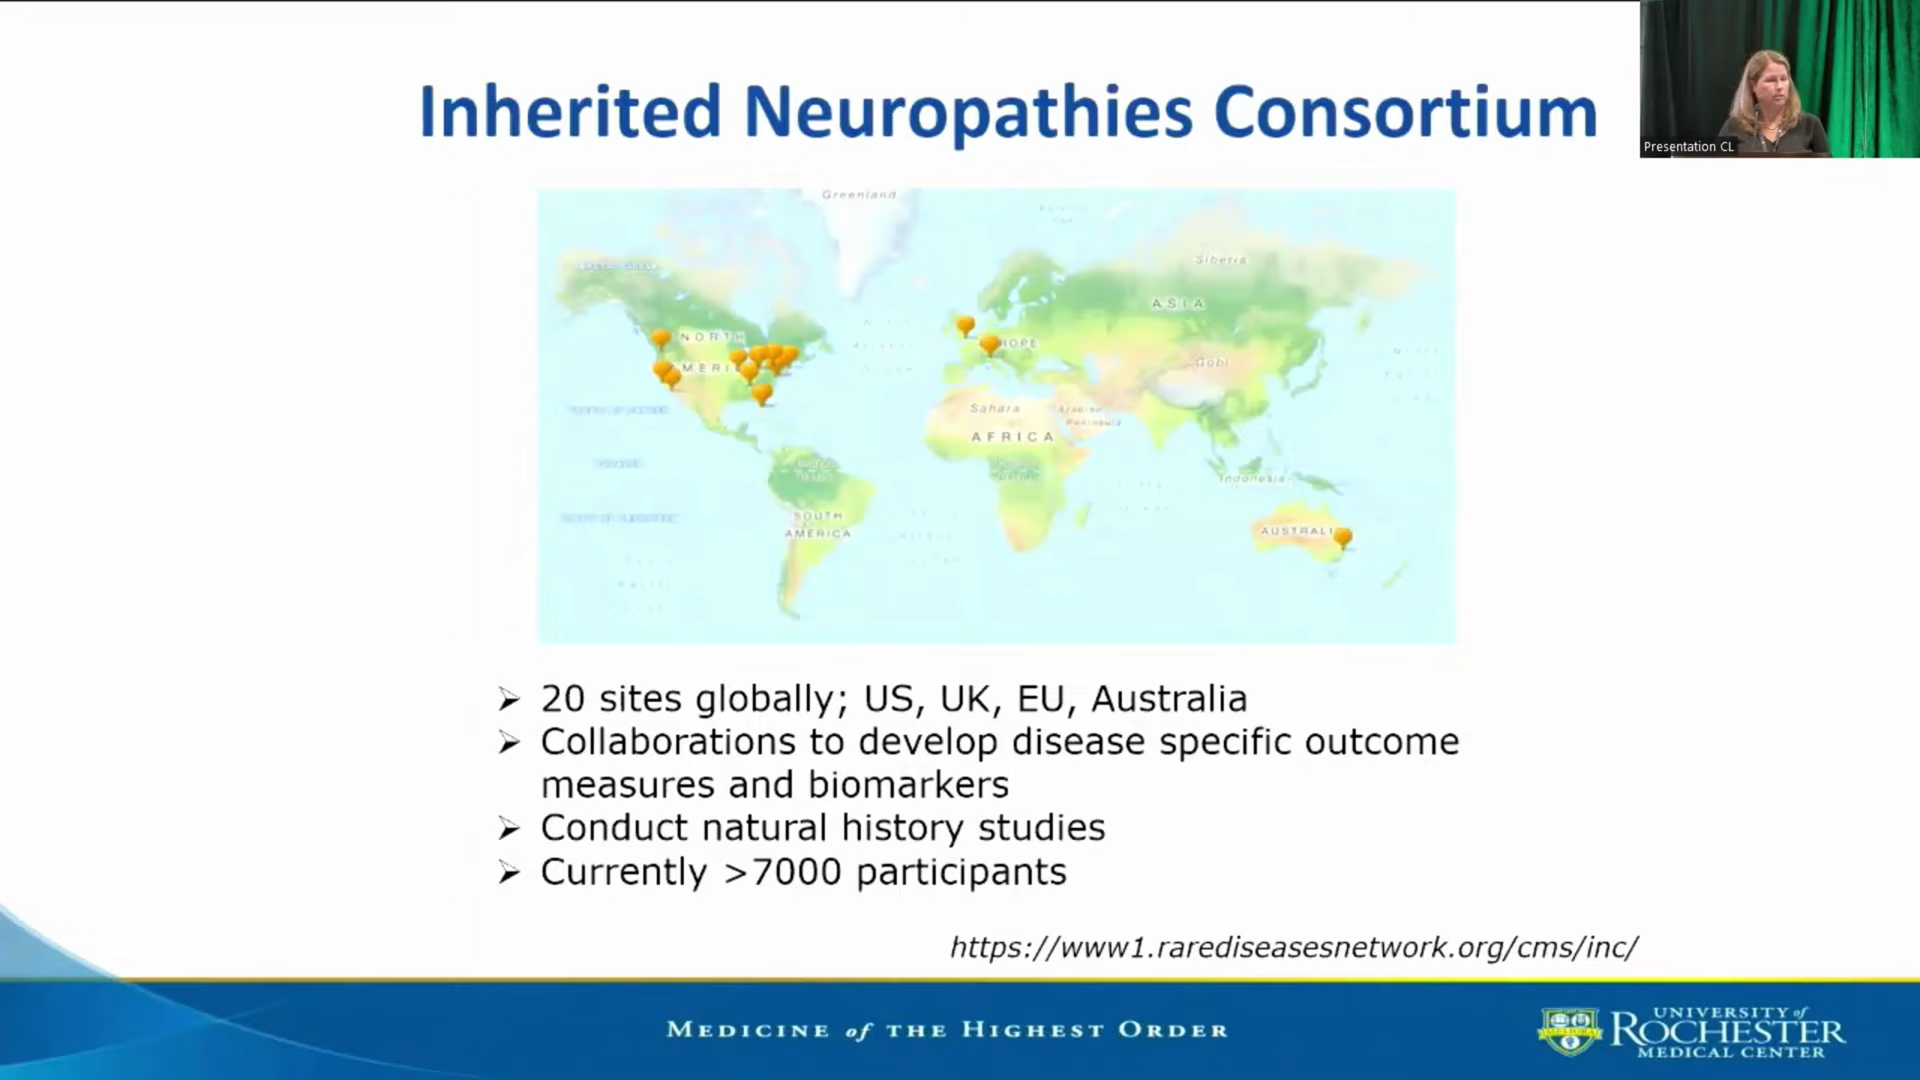 Inherited Neuropathies Consortium
Presentation CL
Greenland
Siberia
ASIA
NORTH
OPE
MERI
Gobi
Sahara
Arabian
Peninsula
AFRICA
Indonesia
SOUTH
AMERICA
AUSTRALI
➢ 20 sites globally; US, UK, EU, Australia
➢ Collaborations to develop disease specific outcome
measures and biomarkers
➢ Conduct natural history studies
➢ Currently >7000 participants
https://www1.rarediseasesnetwork.org/cms/inc/
MEDICINE of THE HIGHEST ORDER
UNIVERSITY of
ROCHESTER
MEDICAL CENTER